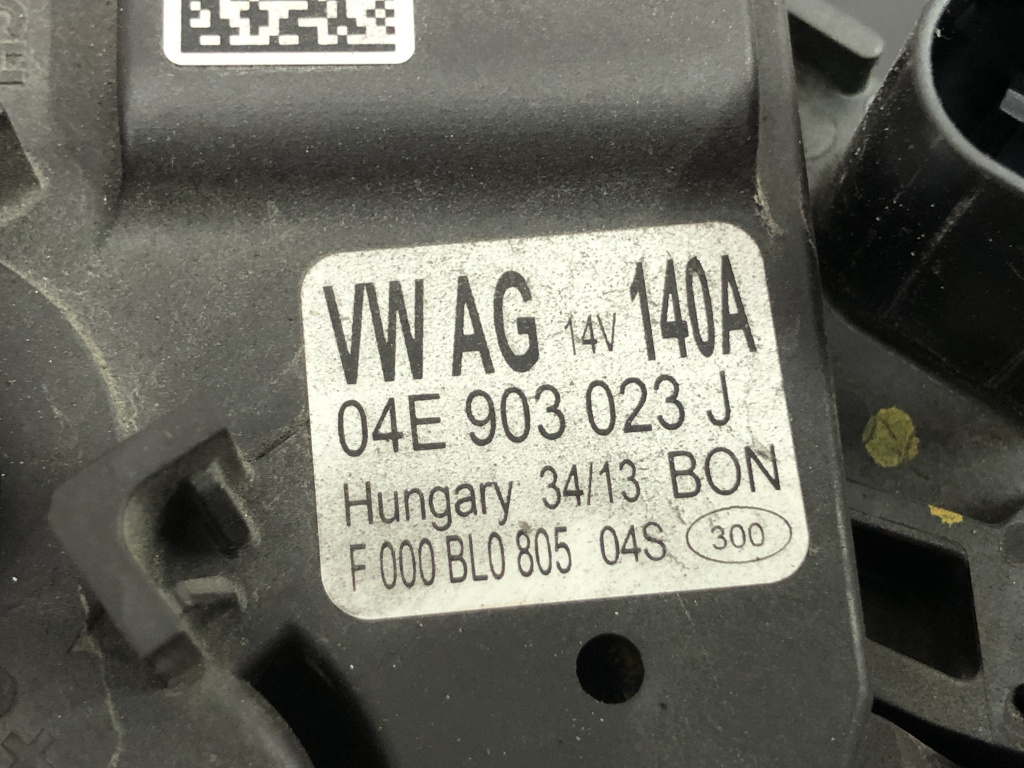 VW AG 14V 140A
04E 903 023 J
Hungary 34/13 BON
F 000 BL0 805 04S 300